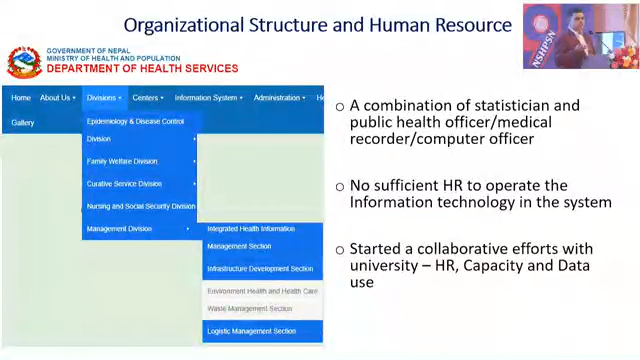 Organizational Structure and Human Resource
NSHPSN
GOVERNMENT OF NEPAL
MINISTRY OF HEALTH AND POPULATION
DEPARTMENT OF HEALTH SERVICES
Home About Us Divisions Centers Information System Administration He
Gallery
Epidemiology & Disease Control
Division
Family Welfare Division
Curative Service Division
Nursing and Social Security Division
Management Division
Integrated Health Information
Management Section
Infrastructure Development Section
Environment Health and Health Care
Waste Management Section
Logistic Management Section
o A combination of statistician and
public health officer/medical
recorder/computer officer
o No sufficient HR to operate the
Information technology in the system
o Started a collaborative efforts with
university – HR, Capacity and Data
use